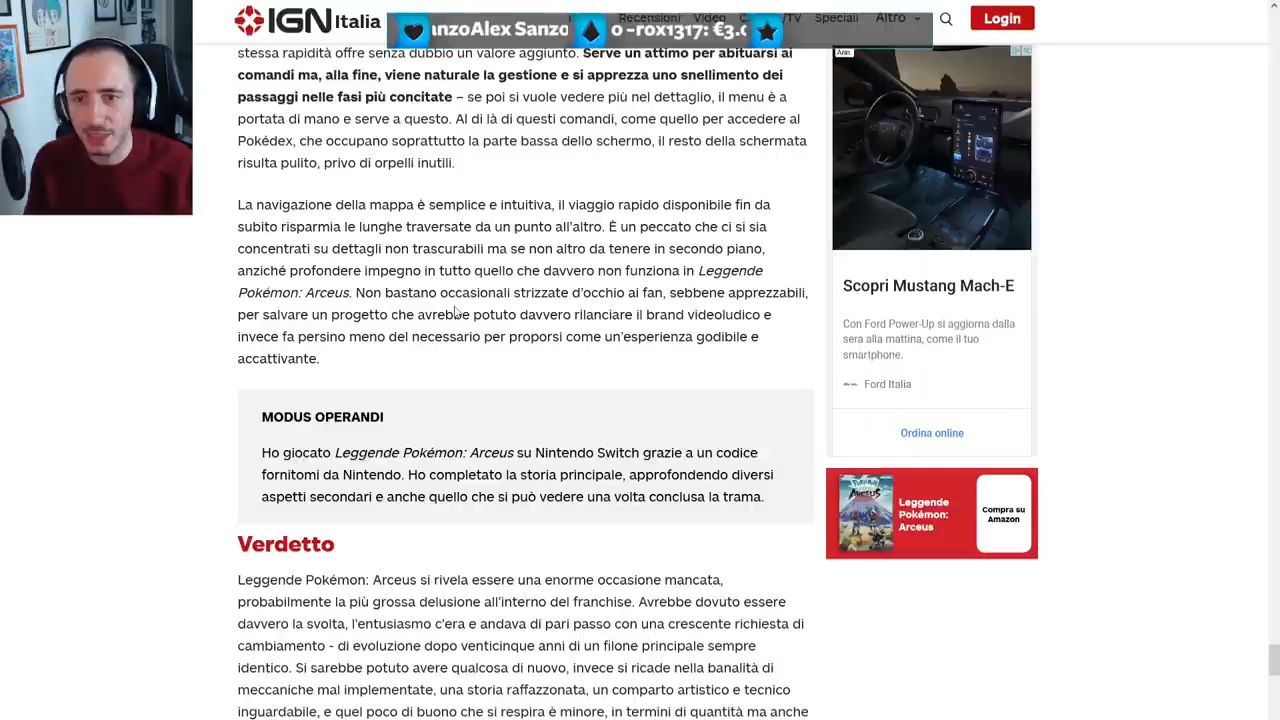 IGN Italia
Recensioni Video
/TV Speciali Altro
Login
anzoAlex Sanzo
o -rox1317: €3.
stessa rapidità offre senza dubbio un valore aggiunto. Serve un attimo per abituarsi ai
comandi ma, alla fine, viene naturale la gestione e si apprezza uno snellimento dei
passaggi nelle fasi più concitate – se poi si vuole vedere più nel dettaglio, il menu è a
portata di mano e serve a questo. Al di là di questi comandi, come quello per accedere al
Pokédex, che occupano soprattutto la parte bassa dello schermo, il resto della schermata
risulta pulito, privo di orpelli inutili.
La navigazione della mappa è semplice e intuitiva, il viaggio rapido disponibile fin da
subito risparmia le lunghe traversate da un punto all'altro. È un peccato che ci si sia
concentrati su dettagli non trascurabili ma se non altro da tenere in secondo piano,
anziché profondere impegno in tutto quello che davvero non funziona in Leggende
Pokémon: Arceus. Non bastano occasionali strizzate d'occhio ai fan, sebbene apprezzabili,
per salvare un progetto che avrebbe potuto davvero rilanciare il brand videoludico e
invece fa persino meno del necessario per proporsi come un'esperienza godibile e
accattivante.
MODUS OPERANDI
Ho giocato Leggende Pokémon: Arceus su Nintendo Switch grazie a un codice
fornitomi da Nintendo. Ho completato la storia principale, approfondendo diversi
aspetti secondari e anche quello che si può vedere una volta conclusa la trama.
Verdetto
Leggende Pokémon: Arceus si rivela essere una enorme occasione mancata,
probabilmente la più grossa delusione all'interno del franchise. Avrebbe dovuto essere
davvero la svolta, l'entusiasmo c'era e andava di pari passo con una crescente richiesta di
cambiamento - di evoluzione dopo venticinque anni di un filone principale sempre
identico. Si sarebbe potuto avere qualcosa di nuovo, invece si ricade nella banalità di
meccaniche mal implementate, una storia raffazzonata, un comparto artistico e tecnico
inguardabile, e quel poco di buono che si respira è minore, in termini di quantità ma anche
Ann.
Scopri Mustang Mach-E
Con Ford Power-Up si aggiorna dalla
sera alla mattina, come il tuo
smartphone.
Ford Italia
Ordina online
ARCEUS
Leggende
Pokémon:
Arceus
Compra su
Amazon